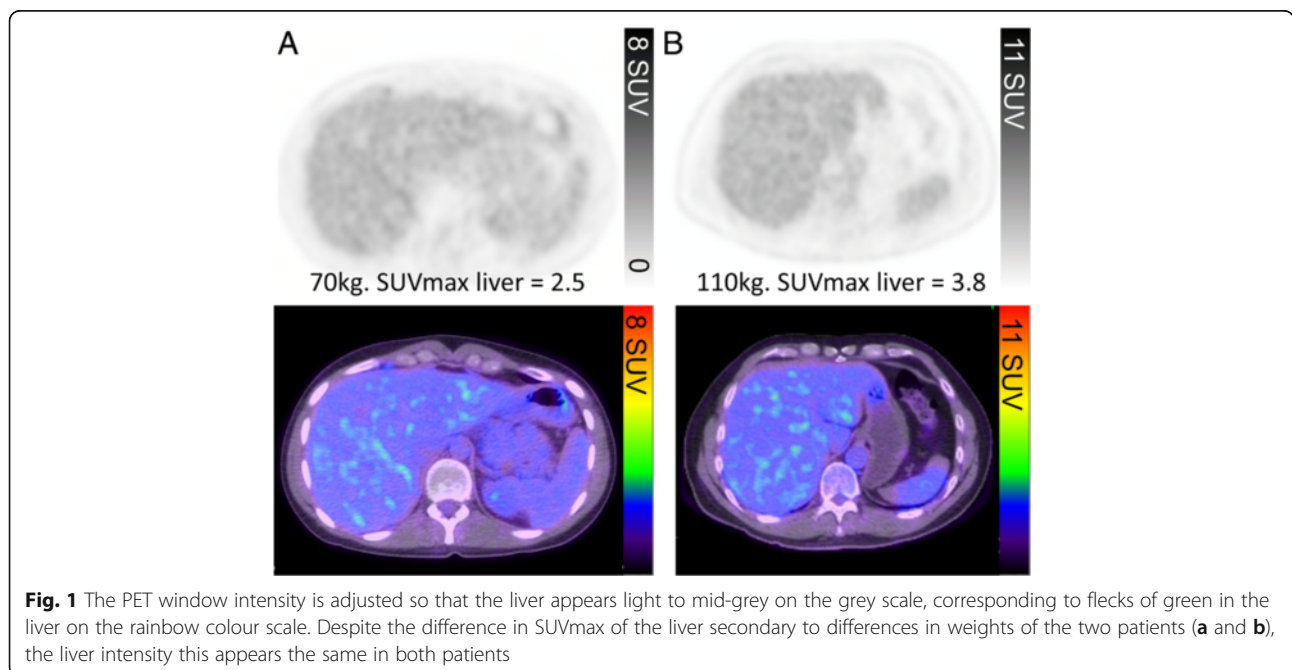 A
8 SUV
0
70kg. SUVmax liver = 2.5
B
11 SUV
110kg. SUVmax liver = 3.8
8 SUV
11 SUV
Fig. 1 The PET window intensity is adjusted so that the liver appears light to mid-grey on the grey scale, corresponding to flecks of green in the
liver on the rainbow colour scale. Despite the difference in SUVmax of the liver secondary to differences in weights of the two patients (a and b),
the liver intensity this appears the same in both patients